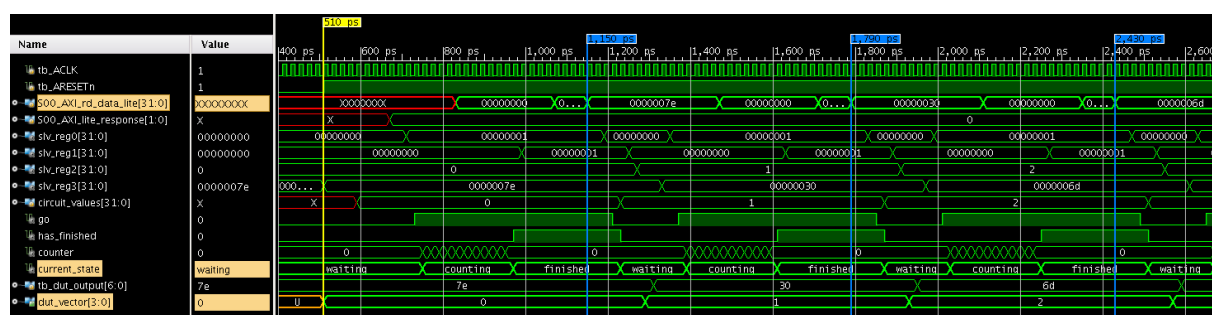 510 ps
1,150 ps 1,790 ps 2,430 ps
Name Value 400 ps 600 ps 800 ps 1,000 ps 1,200 ps 1,400 ps 1,600 ps 1,800 ps 2,000 ps 2,200 ps 2,400 ps 2,600
tb_ACLK 1
tb_ARESETn 1
S00_AXI_rd_data_lite[31:0] XXXXXXXX XXXXXXXX 00000000 0... 0000007e 00000000 0... 00000030 00000000 0... 0000006d
S00_AXI_lite_response[1:0] X X 0
slv_reg0[31:0] 00000000 00000000 00000001 00000000 00000001 00000000 00000001 00000000
slv_reg1[31:0] 00000000 00000000 00000001 00000000 00000001 00000000 00000001
slv_reg2[31:0] 0 0 1 2
slv_reg3[31:0] 0000007e 000... 0000007e 00000030 0000006d
circuit_values[31:0] X X 0 1 2
go 0
has_finished 0
counter 0 0 0 0 0
current_state waiting waiting counting finished waiting counting finished waiting counting finished waiting
tb_dut_output[6:0] 7e 7e 30 6d
dut_vector[3:0] 0 U 0 1 2